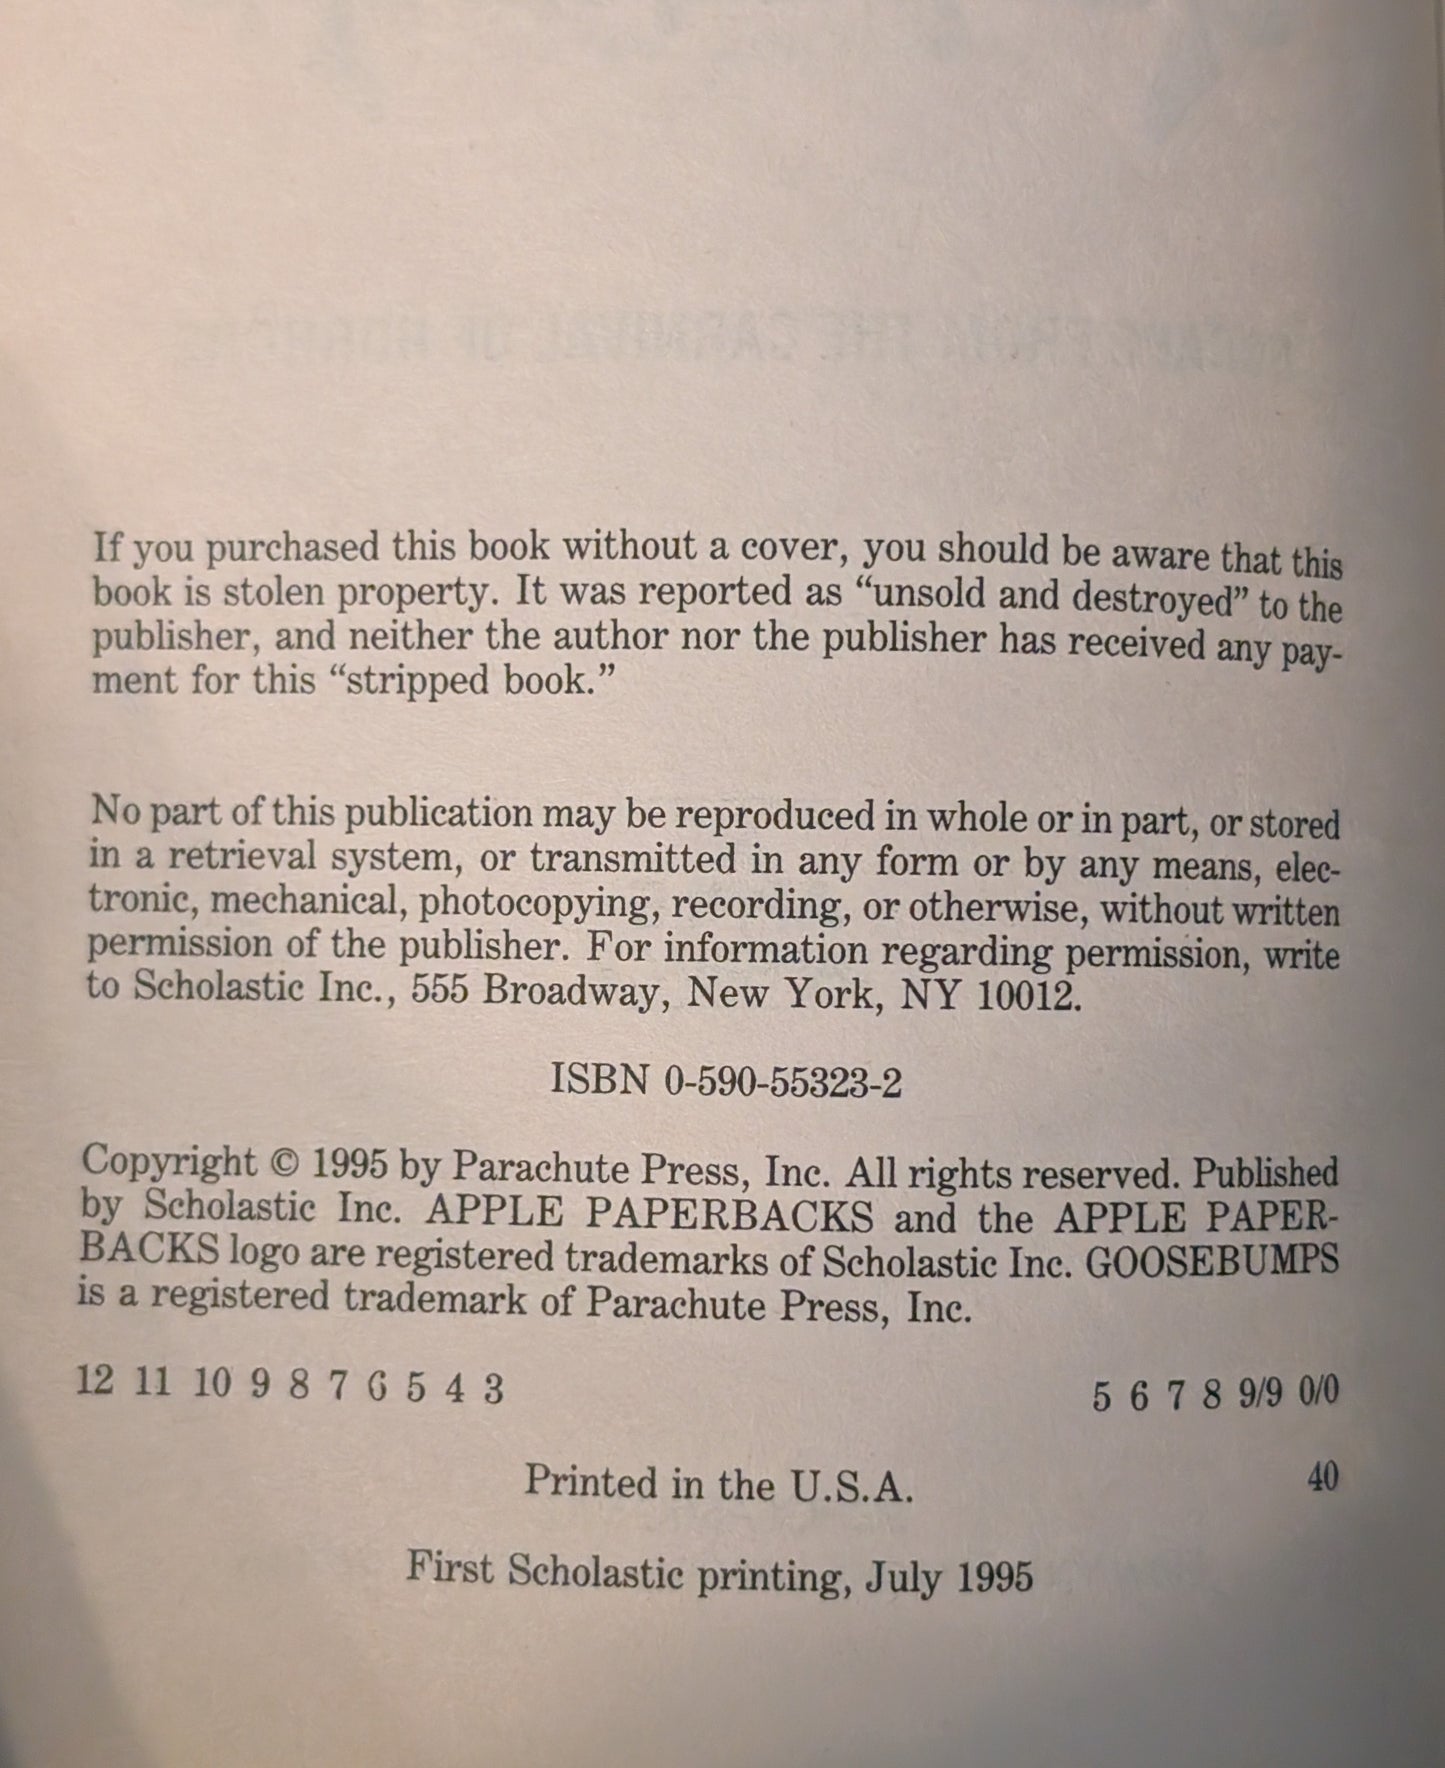 If you purchased this book without a cover, you should be aware that this
book is stolen property. It was reported as “unsold and destroyed” to the
publisher, and neither the author nor the publisher has received any pay-
ment for this “stripped book.”
No part of this publication may be reproduced in whole or in part, or stored
in a retrieval system, or transmitted in any form or by any means, elec-
tronic, mechanical, photocopying, recording, or otherwise, without written
permission of the publisher. For information regarding permission, write
to Scholastic Inc., 555 Broadway, New York, NY 10012.
ISBN 0-590-55323-2
Copyright © 1995 by Parachute Press, Inc. All rights reserved. Published
by Scholastic Inc. APPLE PAPERBACKS and the APPLE PAPER-
BACKS logo are registered trademarks of Scholastic Inc. GOOSEBUMPS
is a registered trademark of Parachute Press, Inc.
12 11 10 9 8 7 6 5 4 3 5 6 7 8 9/9 0/0
Printed in the U.S.A. 40
First Scholastic printing, July 1995